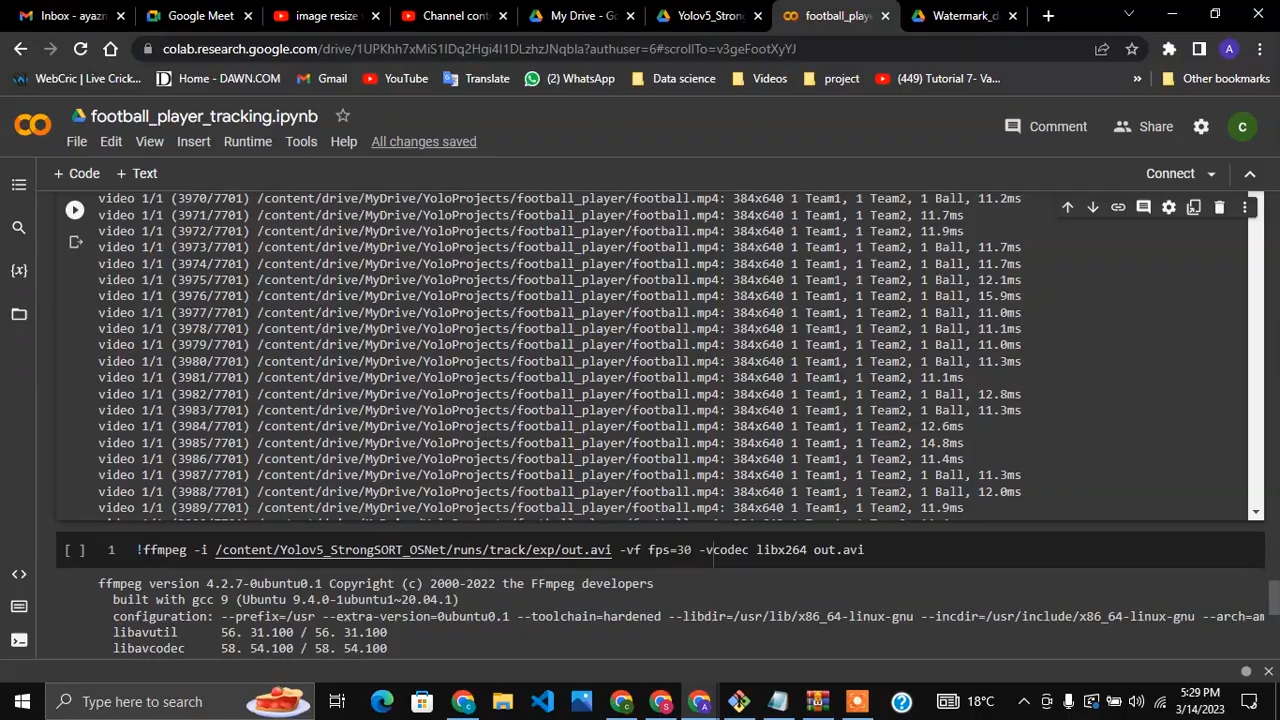 Inbox - ayazn
Google Meet
image resize
Channel cont
My Drive - Go
Yolov5_Stron
football_playe
Watermark_d
colab.research.google.com/drive/1UPKhh7xMiS1IDq2Hgi4I1DLzhzJNqbIa?authuser=6#scrollTo=v3geFootXyYJ
A
WebCric | Live Crick...
Home - DAWN.COM
Gmail
YouTube
Translate
(2) WhatsApp
Data science
Videos
project
(449) Tutorial 7- Va...
»
Other bookmarks
football_player_tracking.ipynb
Comment
Share
C
File Edit View Insert Runtime Tools Help All changes saved
+ Code + Text
Connect
video 1/1 (3970/7701) /content/drive/MyDrive/YoloProjects/football_player/football.mp4: 384x640 1 Team1, 1 Team2, 1 Ball, 11.2ms
video 1/1 (3971/7701) /content/drive/MyDrive/YoloProjects/football_player/football.mp4: 384x640 1 Team1, 1 Team2, 11.7ms
video 1/1 (3972/7701) /content/drive/MyDrive/YoloProjects/football_player/football.mp4: 384x640 1 Team1, 1 Team2, 11.9ms
video 1/1 (3973/7701) /content/drive/MyDrive/YoloProjects/football_player/football.mp4: 384x640 1 Team1, 1 Team2, 1 Ball, 11.7ms
video 1/1 (3974/7701) /content/drive/MyDrive/YoloProjects/football_player/football.mp4: 384x640 1 Team1, 1 Team2, 1 Ball, 11.7ms
video 1/1 (3975/7701) /content/drive/MyDrive/YoloProjects/football_player/football.mp4: 384x640 1 Team1, 1 Team2, 1 Ball, 12.1ms
video 1/1 (3976/7701) /content/drive/MyDrive/YoloProjects/football_player/football.mp4: 384x640 1 Team1, 1 Team2, 1 Ball, 15.9ms
video 1/1 (3977/7701) /content/drive/MyDrive/YoloProjects/football_player/football.mp4: 384x640 1 Team1, 1 Team2, 1 Ball, 11.0ms
video 1/1 (3978/7701) /content/drive/MyDrive/YoloProjects/football_player/football.mp4: 384x640 1 Team1, 1 Team2, 1 Ball, 11.1ms
video 1/1 (3979/7701) /content/drive/MyDrive/YoloProjects/football_player/football.mp4: 384x640 1 Team1, 1 Team2, 1 Ball, 11.0ms
video 1/1 (3980/7701) /content/drive/MyDrive/YoloProjects/football_player/football.mp4: 384x640 1 Team1, 1 Team2, 1 Ball, 11.3ms
video 1/1 (3981/7701) /content/drive/MyDrive/YoloProjects/football_player/football.mp4: 384x640 1 Team1, 1 Team2, 11.1ms
video 1/1 (3982/7701) /content/drive/MyDrive/YoloProjects/football_player/football.mp4: 384x640 1 Team1, 1 Team2, 1 Ball, 12.8ms
video 1/1 (3983/7701) /content/drive/MyDrive/YoloProjects/football_player/football.mp4: 384x640 1 Team1, 1 Team2, 1 Ball, 11.3ms
video 1/1 (3984/7701) /content/drive/MyDrive/YoloProjects/football_player/football.mp4: 384x640 1 Team1, 1 Team2, 12.6ms
video 1/1 (3985/7701) /content/drive/MyDrive/YoloProjects/football_player/football.mp4: 384x640 1 Team1, 1 Team2, 14.8ms
video 1/1 (3986/7701) /content/drive/MyDrive/YoloProjects/football_player/football.mp4: 384x640 1 Team1, 1 Team2, 11.4ms
video 1/1 (3987/7701) /content/drive/MyDrive/YoloProjects/football_player/football.mp4: 384x640 1 Team1, 1 Team2, 1 Ball, 11.3ms
video 1/1 (3988/7701) /content/drive/MyDrive/YoloProjects/football_player/football.mp4: 384x640 1 Team1, 1 Team2, 1 Ball, 12.0ms
video 1/1 (3989/7701) /content/drive/MyDrive/YoloProjects/football_player/football.mp4: 384x640 1 Team1, 1 Team2, 11.9ms
[ ] 1 !ffmpeg -i /content/Yolov5_StrongSORT_OSNet/runs/track/exp/out.avi -vf fps=30 -vcodec libx264 out.avi
ffmpeg version 4.2.7-0ubuntu0.1 Copyright (c) 2000-2022 the FFmpeg developers
built with gcc 9 (Ubuntu 9.4.0-1ubuntu1~20.04.1)
configuration: --prefix=/usr --extra-version=0ubuntu0.1 --toolchain=hardened --libdir=/usr/lib/x86_64-linux-gnu --incdir=/usr/include/x86_64-linux-gnu --arch=am
libavutil 56. 31.100 / 56. 31.100
libavcodec 58. 54.100 / 58. 54.100
Type here to search
18°C
5:29 PM
3/14/2023